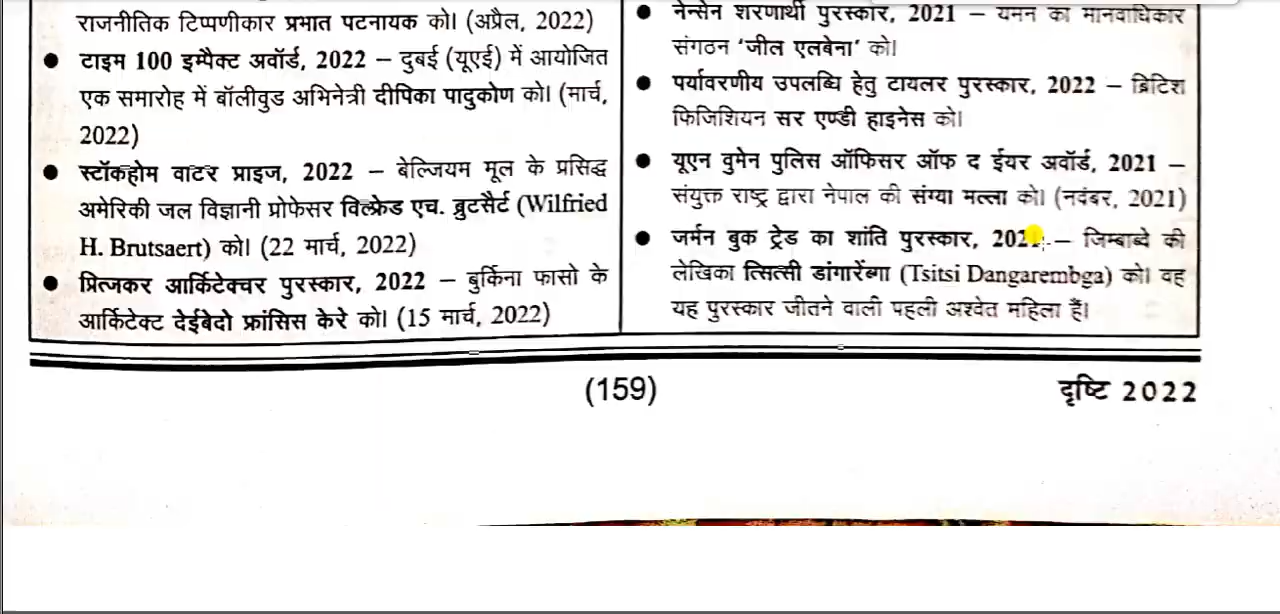 राजनीतिक टिप्पणीकार प्रभात पटनायक को। (अप्रैल, 2022)
● टाइम 100 इम्पैक्ट अवॉर्ड, 2022 – दुबई (यूएई) में आयोजित
एक समारोह में बॉलीवुड अभिनेत्री दीपिका पादुकोण को। (मार्च,
2022)
● स्टॉकहोम वाटर प्राइज, 2022 – बेल्जियम मूल के प्रसिद्ध
अमेरिकी जल विज्ञानी प्रोफेसर विल्फ्रेड एच. ब्रुटसैर्ट (Wilfried
H. Brutsaert) को। (22 मार्च, 2022)
● प्रित्जकर आर्किटेक्चर पुरस्कार, 2022 – बुर्किना फासो के
आर्किटेक्ट देईबेदो फ्रांसिस केरे को। (15 मार्च, 2022)
● नेन्सेन शरणार्थी पुरस्कार, 2021 – यमन का मानवाधिकार
संगठन ‘जील एलबेना’ को।
● पर्यावरणीय उपलब्धि हेतु टायलर पुरस्कार, 2022 – ब्रिटिश
फिजिशियन सर एण्डी हाइनेस को।
● यूएन वुमेन पुलिस ऑफिसर ऑफ द ईयर अवॉर्ड, 2021 –
संयुक्त राष्ट्र द्वारा नेपाल की संग्या मल्ला को। (नवंबर, 2021)
● जर्मन बुक ट्रेड का शांति पुरस्कार, – जिम्बाब्वे की
लेखिका त्सित्सी डांगारेंब्गा (Tsitsi Dangarembga) को। वह
यह पुरस्कार जीतने वाली पहली अश्वेत महिला हैं।
(159)
दृष्टि 2022